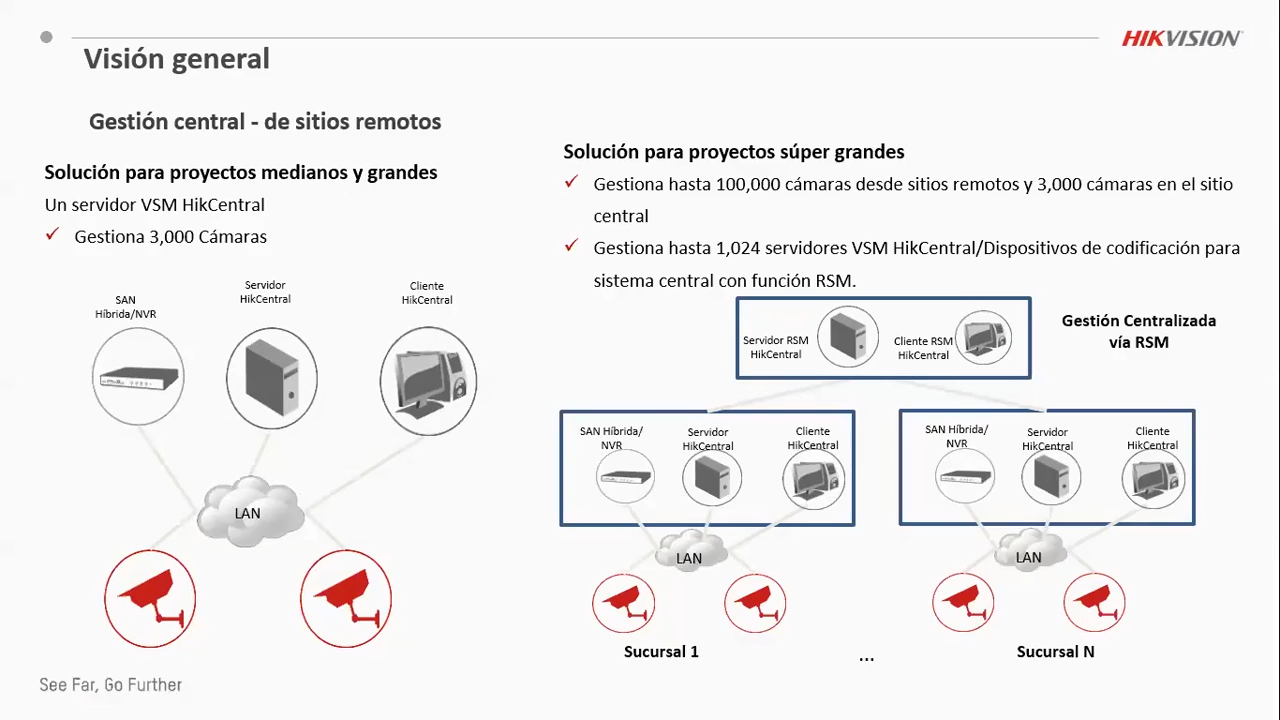 HIKVISION
Visión general
Gestión central - de sitios remotos
Solución para proyectos medianos y grandes
Un servidor VSM HikCentral
Gestiona 3,000 Cámaras
SAN
Híbrida/NVR
Servidor
HikCentral
Cliente
HikCentral
LAN
Solución para proyectos súper grandes
Gestiona hasta 100,000 cámaras desde sitios remotos y 3,000 cámaras en el sitio
central
Gestiona hasta 1,024 servidores VSM HikCentral/Dispositivos de codificación para
sistema central con función RSM.
Servidor RSM
HikCentral
Cliente RSM
HikCentral
Gestión Centralizada
vía RSM
SAN Híbrida/
NVR
Servidor
HikCentral
Cliente
HikCentral
LAN
Sucursal 1
...
SAN Híbrida/
NVR
Servidor
HikCentral
Cliente
HikCentral
LAN
Sucursal N
See Far, Go Further